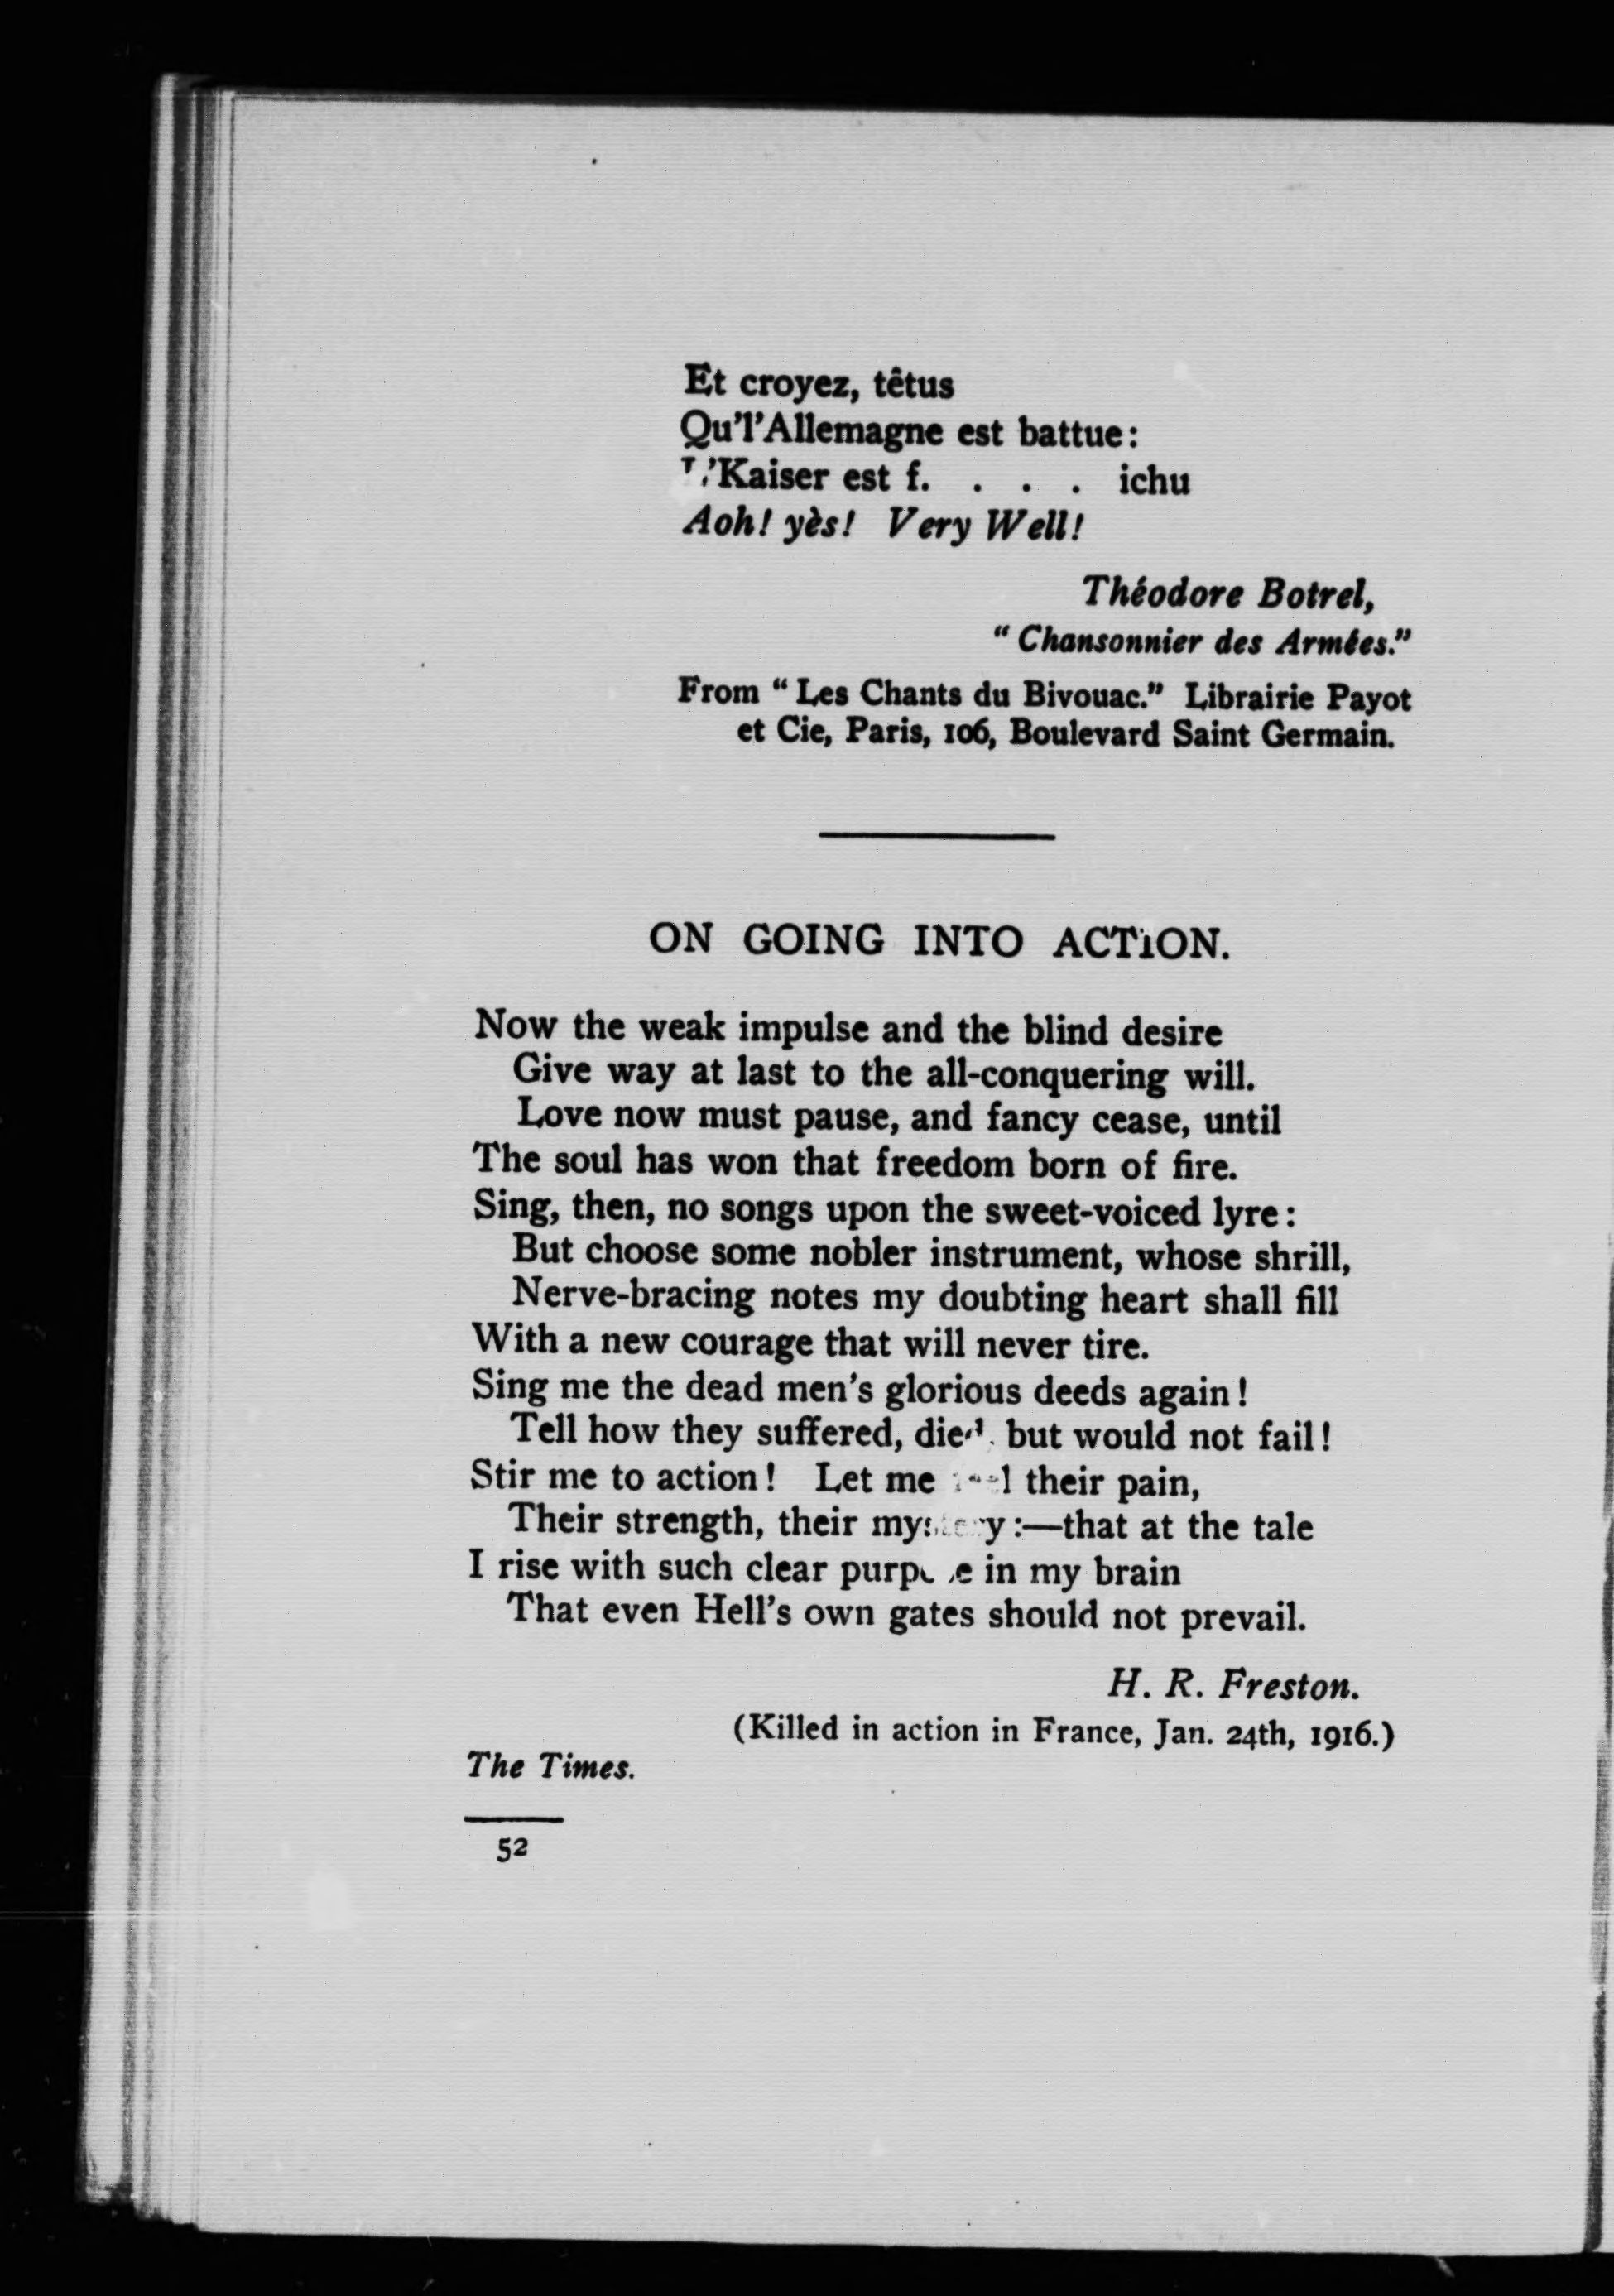 Et croyez, têtus
Qu'l'Allemagne est battue:
L'Kaiser est f. . . . ichu
Aoh! yès! Very Well!
Théodore Botrel,
"Chansonnier des Armées."
From "Les Chants du Bivouac." Librairie Payot
et Cie, Paris, 106, Boulevard Saint Germain.
ON GOING INTO ACTION.
Now the weak impulse and the blind desire
Give way at last to the all-conquering will.
Love now must pause, and fancy cease, until
The soul has won that freedom born of fire.
Sing, then, no songs upon the sweet-voiced lyre:
But choose some nobler instrument, whose shrill,
Nerve-bracing notes my doubting heart shall fill
With a new courage that will never tire.
Sing me the dead men's glorious deeds again!
Tell how they suffered, died, but would not fail!
Stir me to action! Let me feel their pain,
Their strength, their mystery:—that at the tale
I rise with such clear purpose in my brain
That even Hell's own gates should not prevail.
H. R. Freston.
(Killed in action in France, Jan. 24th, 1916.)
The Times.
52